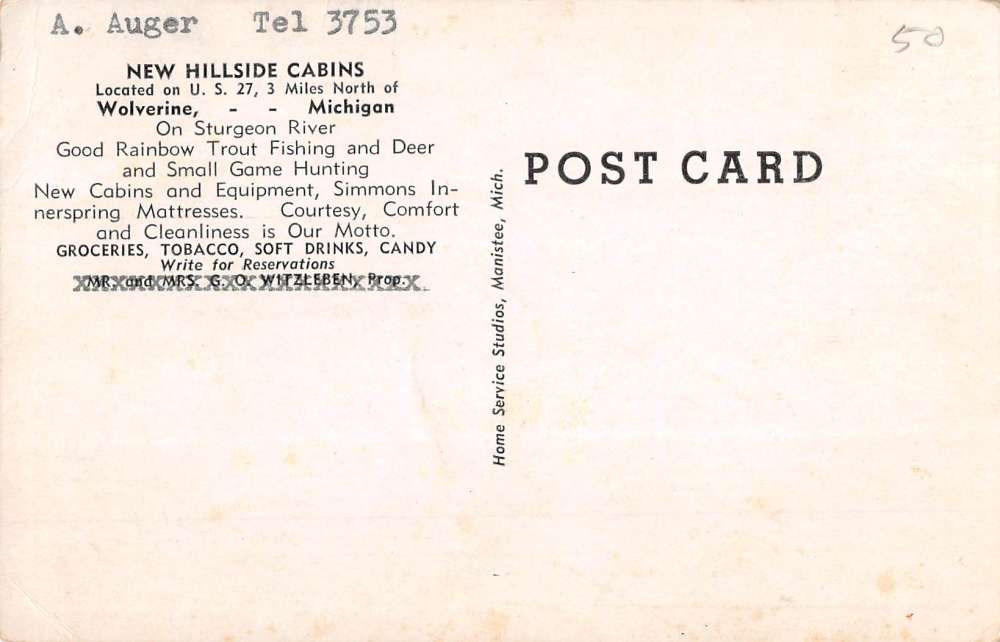 A. Auger Tel 3753
50
NEW HILLSIDE CABINS
Located on U. S. 27, 3 Miles North of
Wolverine, - - Michigan
On Sturgeon River
Good Rainbow Trout Fishing and Deer
and Small Game Hunting
New Cabins and Equipment, Simmons In-
nerspring Mattresses. Courtesy, Comfort
and Cleanliness is Our Motto.
GROCERIES, TOBACCO, SOFT DRINKS, CANDY
Write for Reservations
MR. and MRS. G. O. WITZLEBEN, Prop.
Home Service Studios, Manistee, Mich.
POST CARD